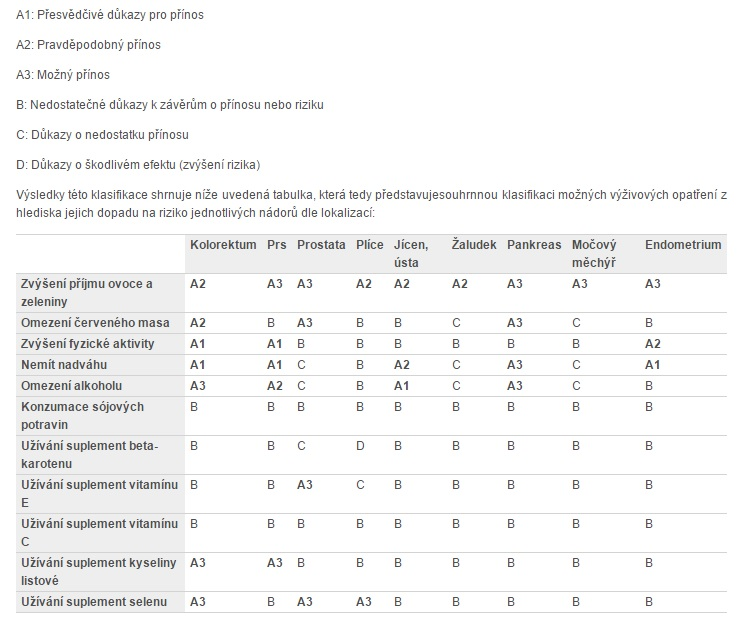 A1: Přesvědčivé důkazy pro přínos
A2: Pravděpodobný přínos
A3: Možný přínos
B: Nedostatečné důkazy k závěrům o přínosu nebo riziku
C: Důkazy o nedostatku přínosu
D: Důkazy o škodlivém efektu (zvýšení rizika)
Výsledky této klasifikace shrnuje níže uvedená tabulka, která tedy představujesouhrnnou klasifikaci možných výživových opatření z
hlediska jejich dopadu na riziko jednotlivých nádorů dle lokalizací:
Kolorektum Prs Prostata Plíce Jícen, Žaludek Pankreas Močový Endometrium
ústa měchýř
Zvýšení příjmu ovoce a A2 A3 A3 A2 A2 A2 A3 A3 A3
zeleniny
Omezení červeného masa A2 B A3 B B C A3 C B
Zvýšení fyzické aktivity A1 A1 B B B B B B A2
Nemít nadváhu A1 A1 C B A2 C A3 C A1
Omezení alkoholu A3 A2 C B A1 C A3 C B
Konzumace sójových B B B B B B B B B
potravin
Užívání suplement beta- B B C D B B B B B
karotenu
Užívání suplement vitamínu B B A3 C B B B B B
E
Uživání suplement vitamínu B B B B B B B B B
C
Užívání suplement kyseliny A3 A3 B B B B B B B
listové
Užívání suplement selenu A3 B A3 A3 B B B B B